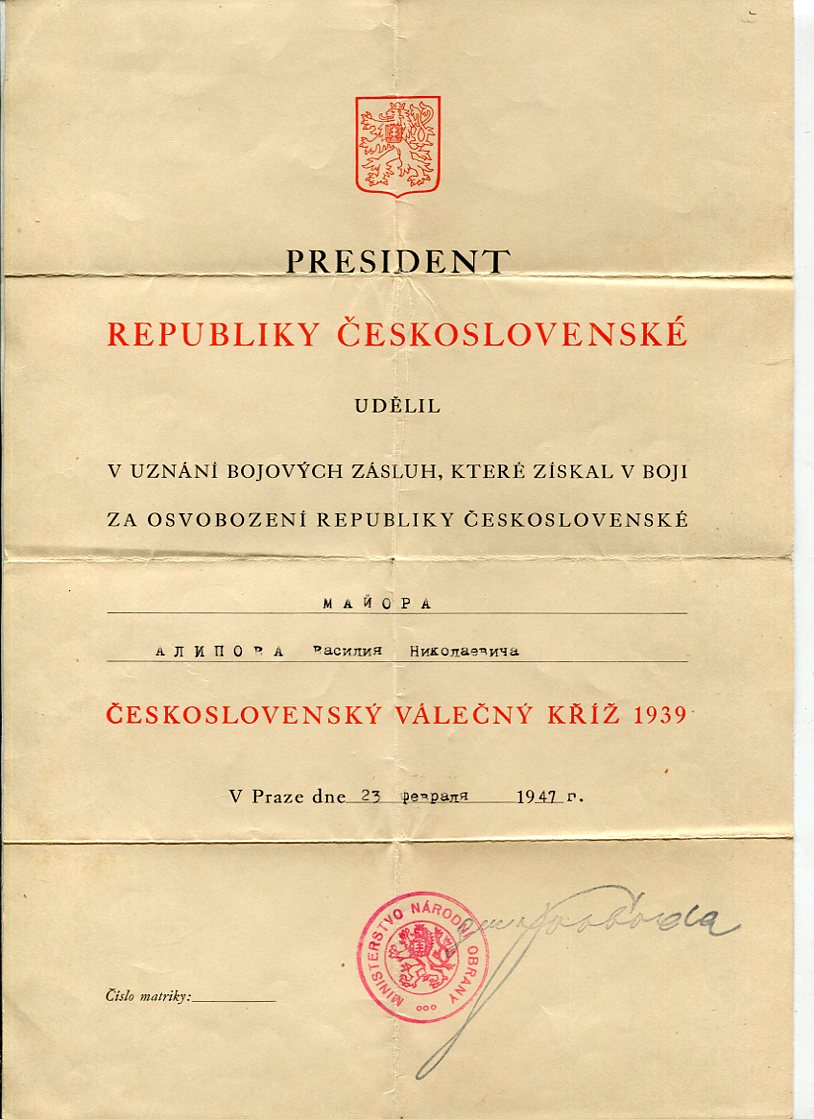 PRESIDENT
REPUBLIKY ČESKOSLOVENSKÉ
UDĚLIL
V UZNÁNÍ BOJOVÝCH ZÁSLUH, KTERÉ ZÍSKAL V BOJI
ZA OSVOBOZENÍ REPUBLIKY ČESKOSLOVENSKÉ
МАЙОРА
АЛИПОВА Василия Николаевича
ČESKOSLOVENSKÝ VÁLEČNÝ KŘÍŽ 1939
V Praze dne 23 февраля 1947 г.
MINISTERSTVO NÁRODNÍ OBRANY
Svoboda
Číslo matriky: